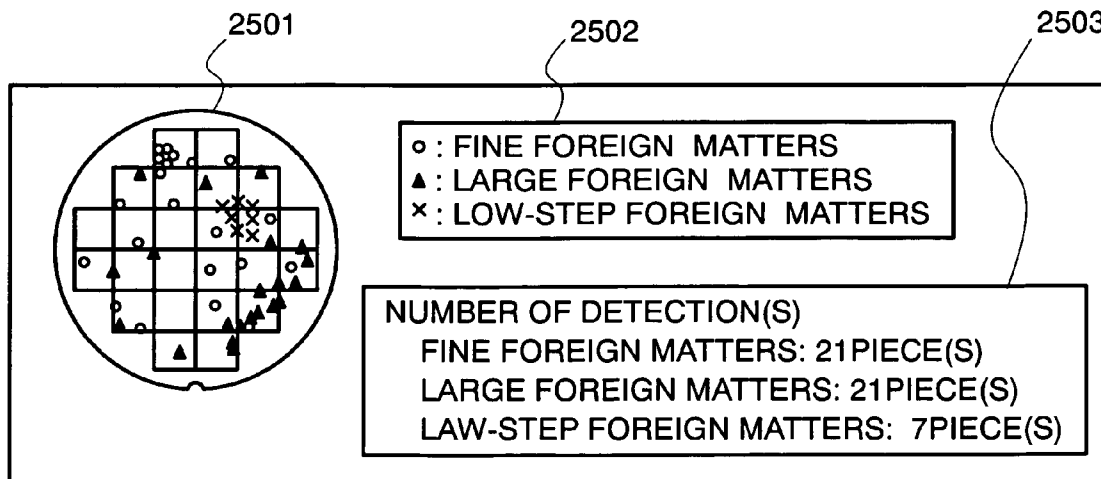 2501
2502
2503
○ : FINE FOREIGN MATTERS
▲ : LARGE FOREIGN MATTERS
× : LOW-STEP FOREIGN MATTERS
NUMBER OF DETECTION(S)
FINE FOREIGN MATTERS: 21PIECE(S)
LARGE FOREIGN MATTERS: 21PIECE(S)
LAW-STEP FOREIGN MATTERS: 7PIECE(S)